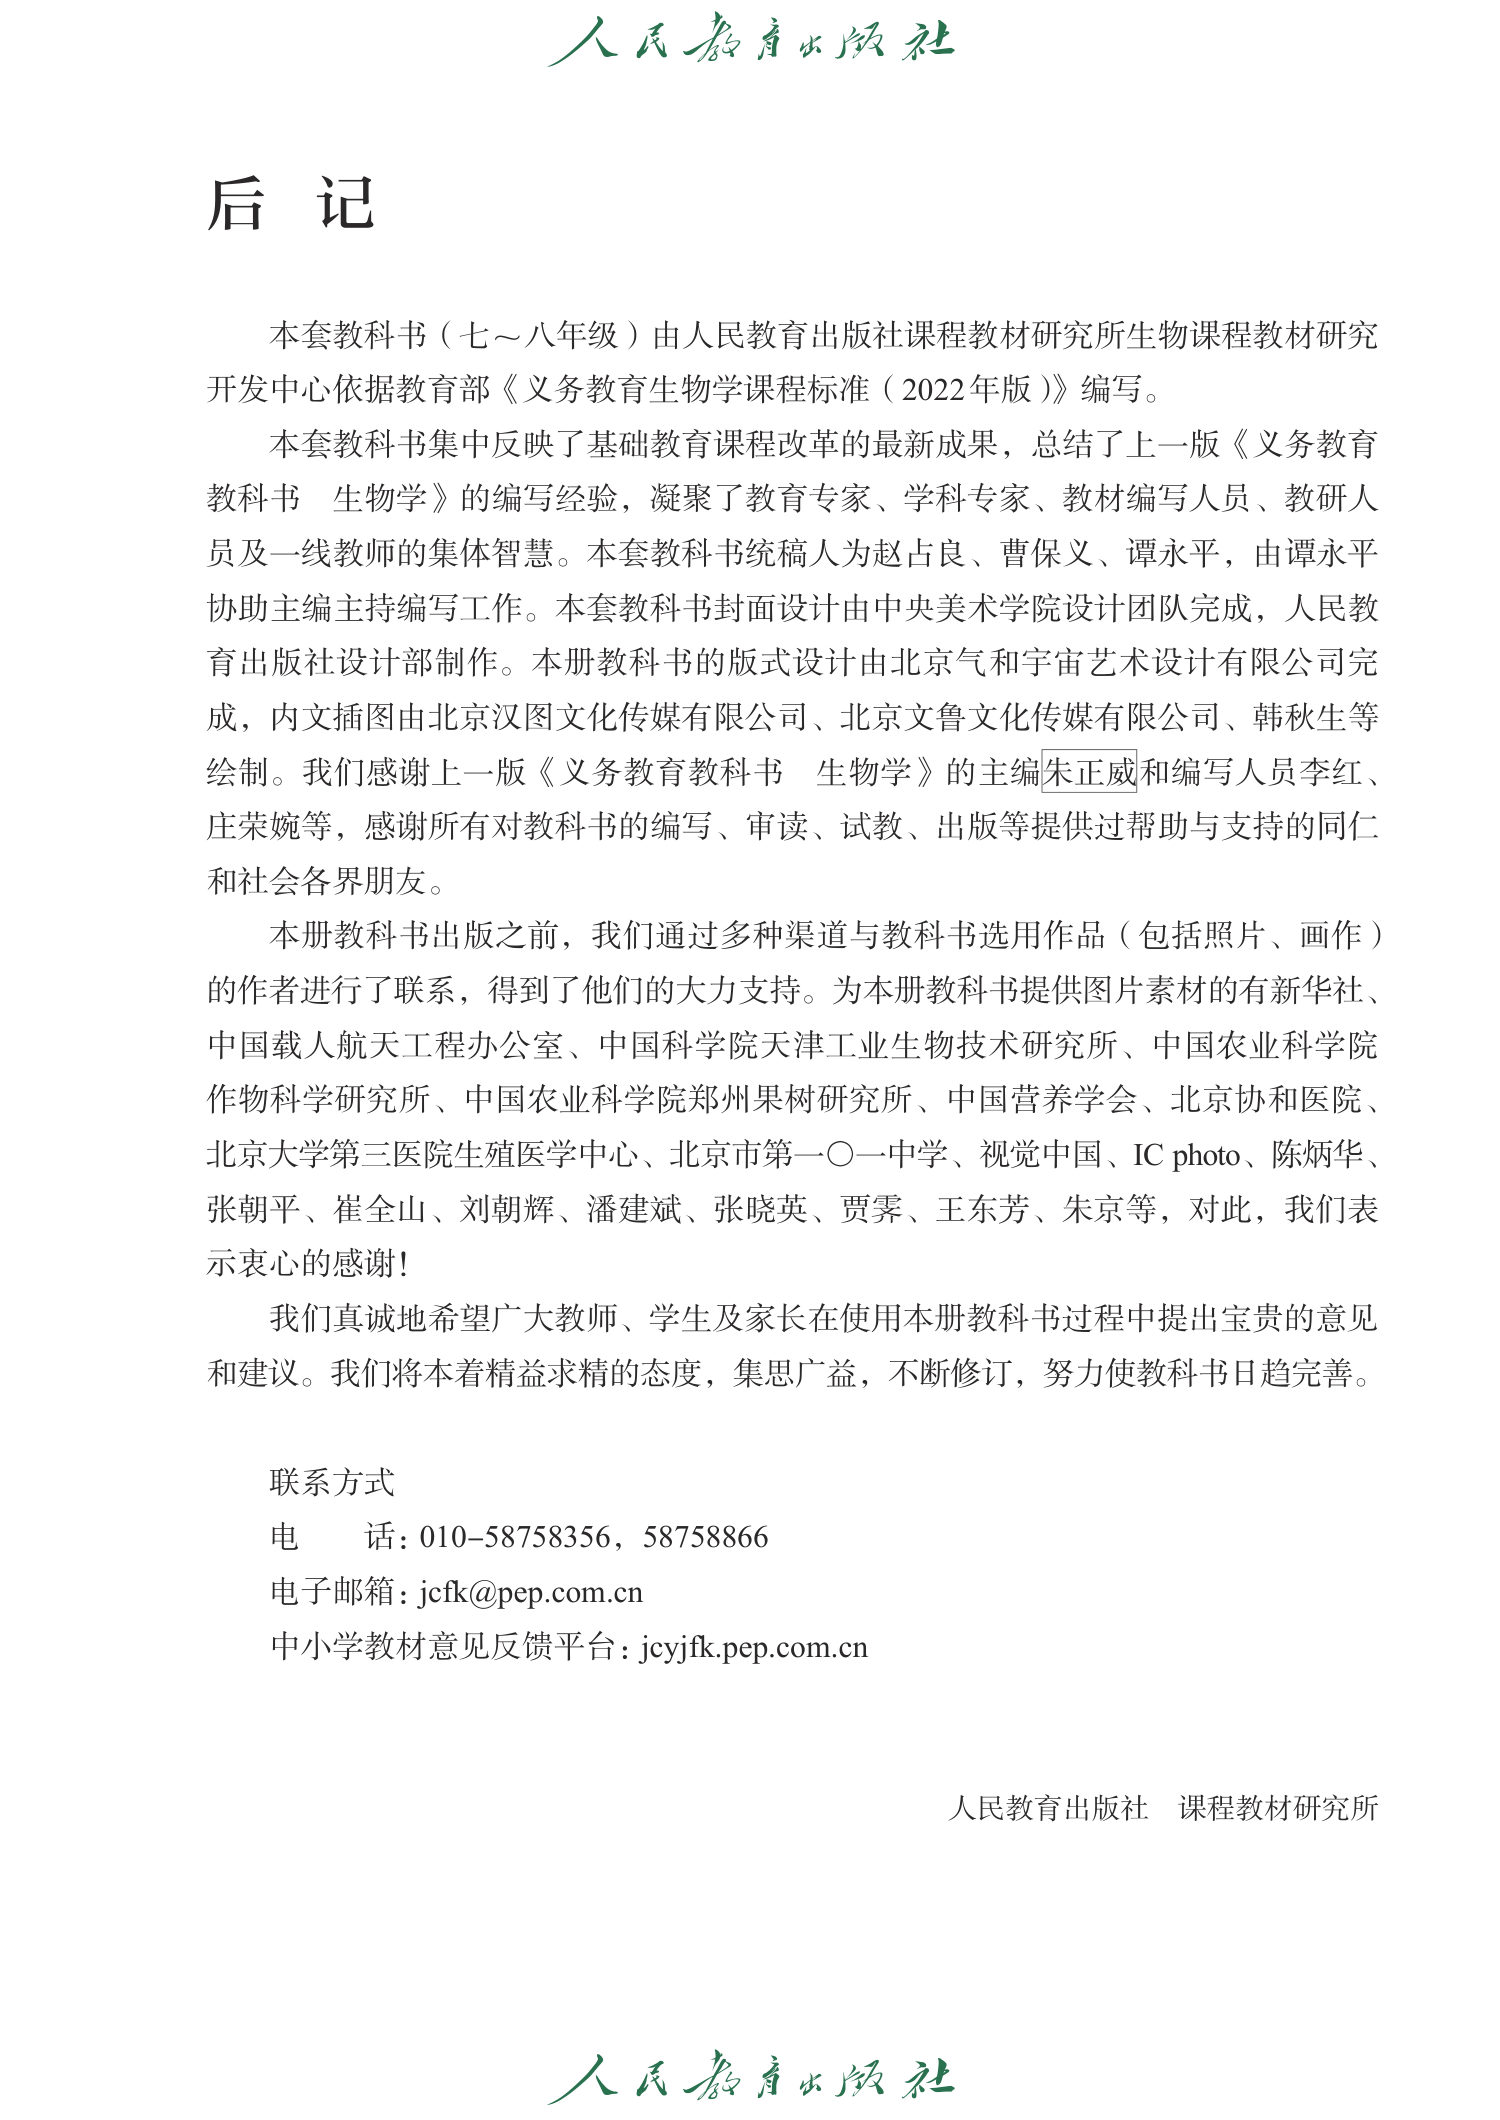 人民教育出版社
后 记
本套教科书（七～八年级）由人民教育出版社课程教材研究所生物课程教材研究
开发中心依据教育部《义务教育生物学课程标准（2022年版）》编写。
本套教科书集中反映了基础教育课程改革的最新成果，总结了上一版《义务教育
教科书　生物学》的编写经验，凝聚了教育专家、学科专家、教材编写人员、教研人
员及一线教师的集体智慧。本套教科书统稿人为赵占良、曹保义、谭永平，由谭永平
协助主编主持编写工作。本套教科书封面设计由中央美术学院设计团队完成，人民教
育出版社设计部制作。本册教科书的版式设计由北京气和宇宙艺术设计有限公司完
成，内文插图由北京汉图文化传媒有限公司、北京文鲁文化传媒有限公司、韩秋生等
绘制。我们感谢上一版《义务教育教科书　生物学》的主编朱正威和编写人员李红、
庄荣婉等，感谢所有对教科书的编写、审读、试教、出版等提供过帮助与支持的同仁
和社会各界朋友。
本册教科书出版之前，我们通过多种渠道与教科书选用作品（包括照片、画作）
的作者进行了联系，得到了他们的大力支持。为本册教科书提供图片素材的有新华社、
中国载人航天工程办公室、中国科学院天津工业生物技术研究所、中国农业科学院
作物科学研究所、中国农业科学院郑州果树研究所、中国营养学会、北京协和医院、
北京大学第三医院生殖医学中心、北京市第一〇一中学、视觉中国、IC photo、陈炳华、
张朝平、崔全山、刘朝辉、潘建斌、张晓英、贾霁、王东芳、朱京等，对此，我们表
示衷心的感谢！
我们真诚地希望广大教师、学生及家长在使用本册教科书过程中提出宝贵的意见
和建议。我们将本着精益求精的态度，集思广益，不断修订，努力使教科书日趋完善。
联系方式
电　　话：010-58758356，58758866
电子邮箱：jcfk@pep.com.cn
中小学教材意见反馈平台：jcyjfk.pep.com.cn
人民教育出版社　课程教材研究所
人民教育出版社